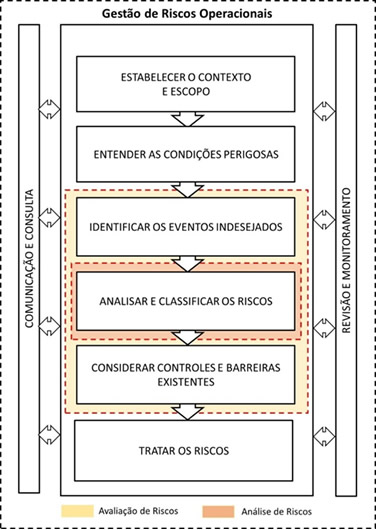 Gestão de Riscos Operacionais
ESTABELECER O CONTEXTO
E ESCOPO
ENTENDER AS CONDIÇÕES PERIGOSAS
IDENTIFICAR OS EVENTOS INDESEJADOS
ANALISAR E CLASSIFICAR OS RISCOS
CONSIDERAR CONTROLES E BARREIRAS
EXISTENTES
TRATAR OS RISCOS
COMUNICAÇÃO E CONSULTA
REVISÃO E MONITORAMENTO
Avaliação de Riscos
Análise de Riscos